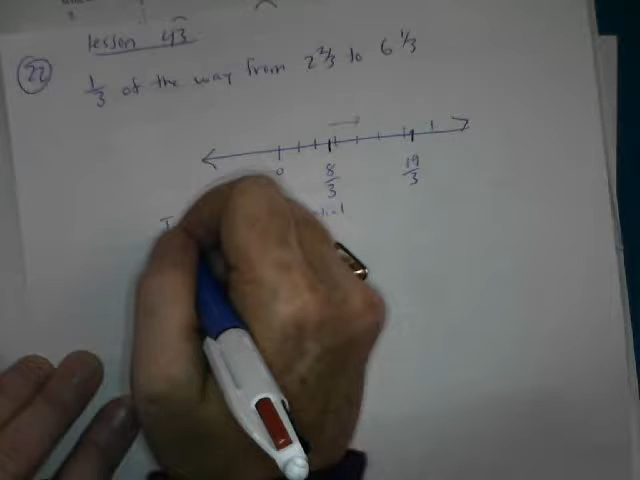 lesson 43
22
1/3 of the way from 2 2/3 to 6 1/3
0 8/3 19/3